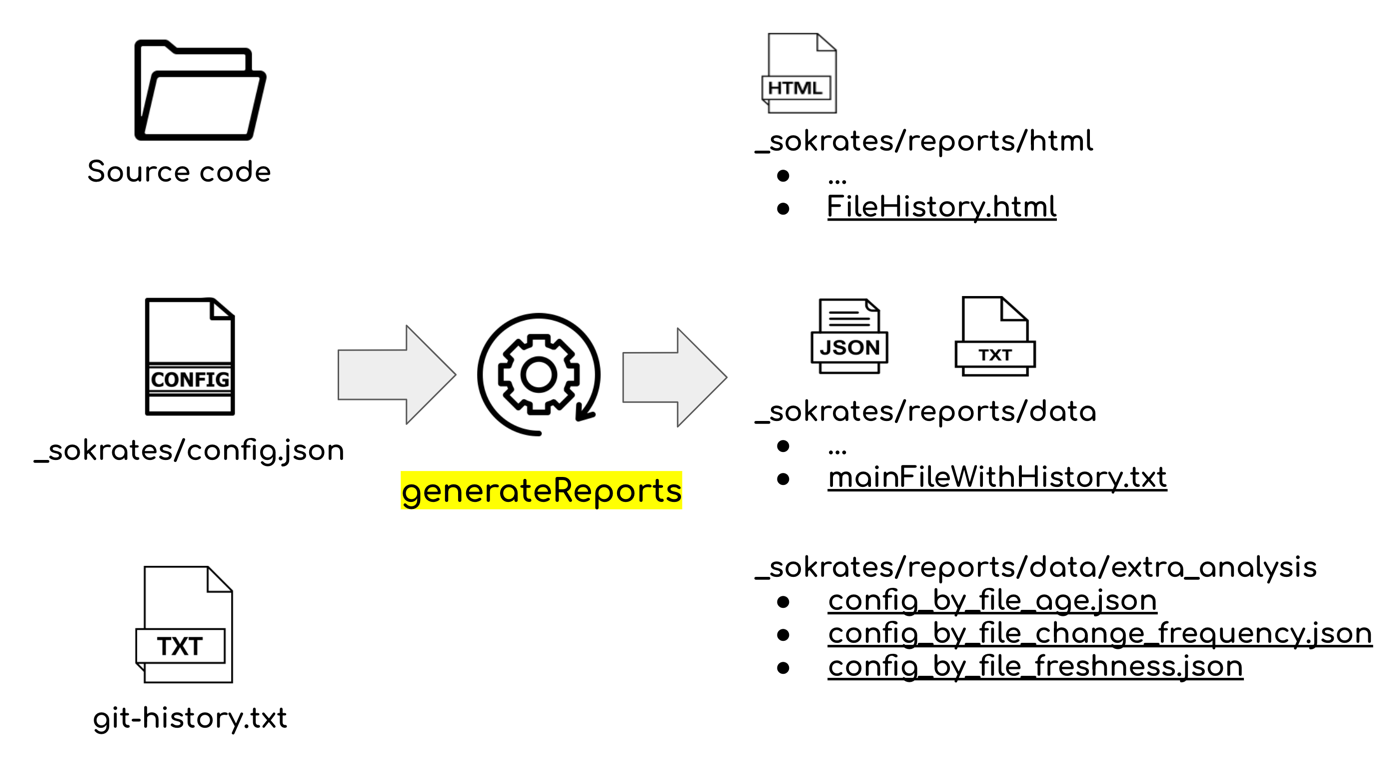 Source code
CONFIG
_sokrates/config.json
TXT
git-history.txt
generateReports
HTML
_sokrates/reports/html
● ...
● FileHistory.html
JSON
TXT
_sokrates/reports/data
● ...
● mainFileWithHistory.txt
_sokrates/reports/data/extra_analysis
● config_by_file_age.json
● config_by_file_change_frequency.json
● config_by_file_freshness.json